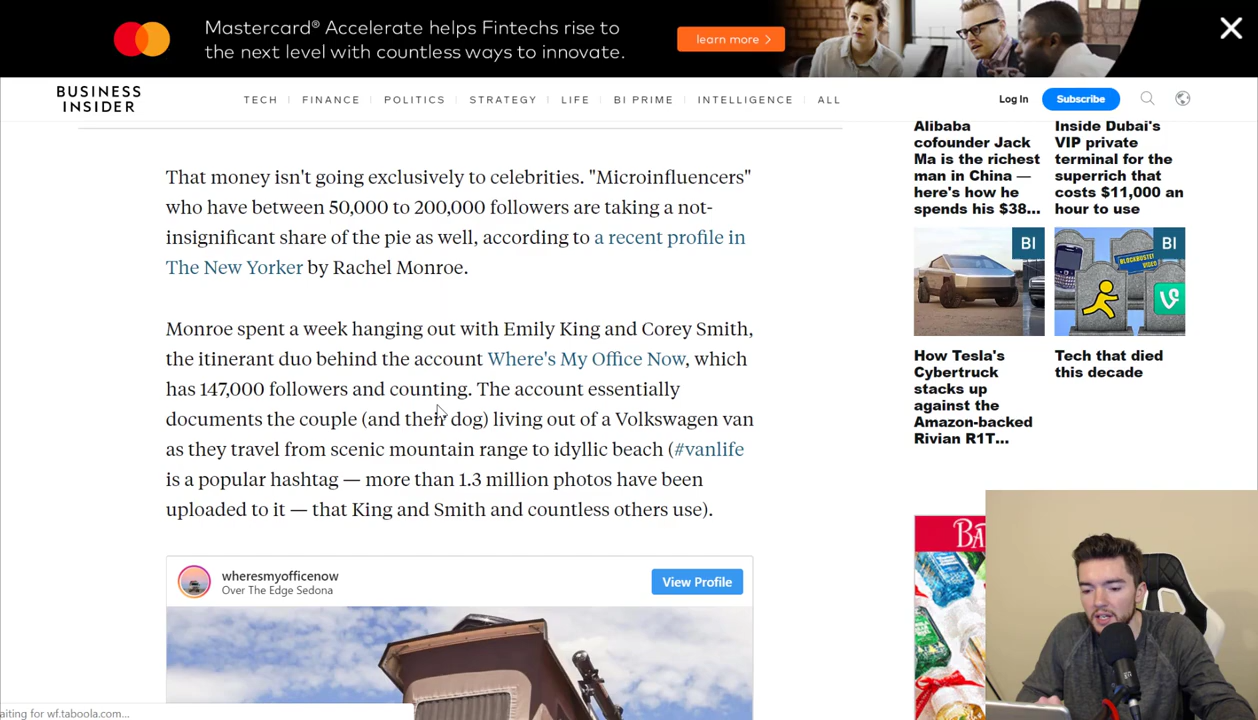 Mastercard® Accelerate helps Fintechs rise to
the next level with countless ways to innovate.
learn more >
BUSINESS
INSIDER
TECH
FINANCE
POLITICS
STRATEGY
LIFE
BI PRIME
INTELLIGENCE
ALL
Log In
Subscribe
That money isn't going exclusively to celebrities. "Microinfluencers"
who have between 50,000 to 200,000 followers are taking a not-
insignificant share of the pie as well, according to a recent profile in
The New Yorker by Rachel Monroe.
Monroe spent a week hanging out with Emily King and Corey Smith,
the itinerant duo behind the account Where's My Office Now, which
has 147,000 followers and counting. The account essentially
documents the couple (and their dog) living out of a Volkswagen van
as they travel from scenic mountain range to idyllic beach (#vanlife
is a popular hashtag — more than 1.3 million photos have been
uploaded to it — that King and Smith and countless others use).
wheresmyofficenow
Over The Edge Sedona
View Profile
Alibaba
cofounder Jack
Ma is the richest
man in China —
here's how he
spends his $38...
Inside Dubai's
VIP private
terminal for the
superrich that
costs $11,000 an
hour to use
BI
BI
BLOCKBUSTER
VIDEO
How Tesla's
Cybertruck
stacks up
against the
Amazon-backed
Rivian R1T...
Tech that died
this decade
BA
aiting for wf.taboola.com...